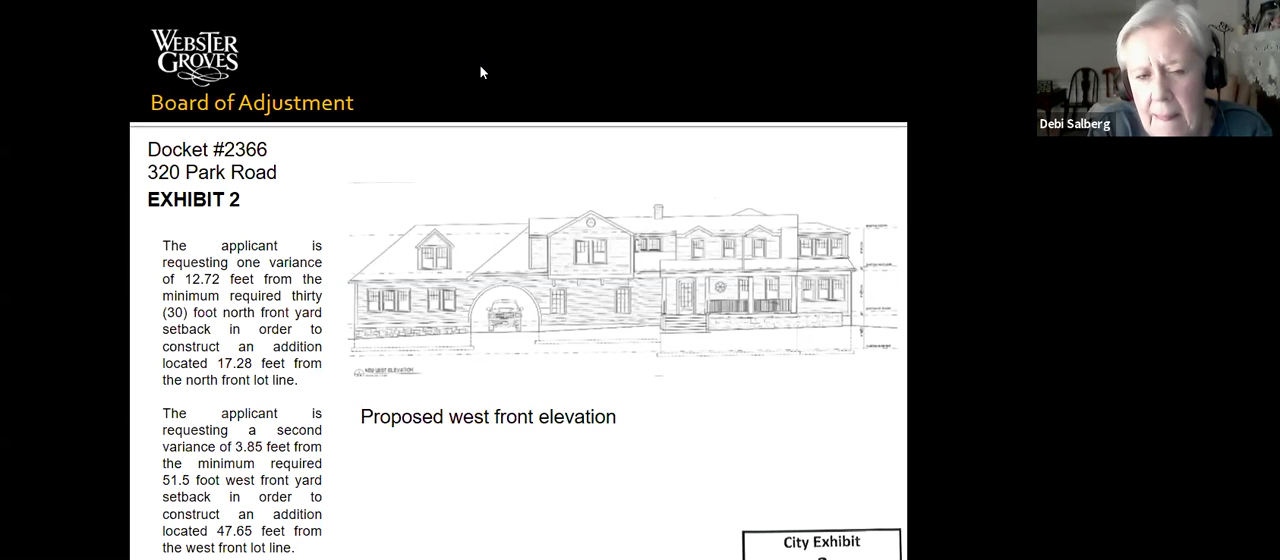 WEBSTER
GROVES
Board of Adjustment
Debi Salberg
Docket #2366
320 Park Road
EXHIBIT 2
The applicant is
requesting one variance
of 12.72 feet from the
minimum required thirty
(30) foot north front yard
setback in order to
construct an addition
located 17.28 feet from
the north front lot line.
The applicant is
requesting a second
variance of 3.85 feet from
the minimum required
51.5 foot west front yard
setback in order to
construct an addition
located 47.65 feet from
the west front lot line.
NEW WEST ELEVATION
Proposed west front elevation
City Exhibit